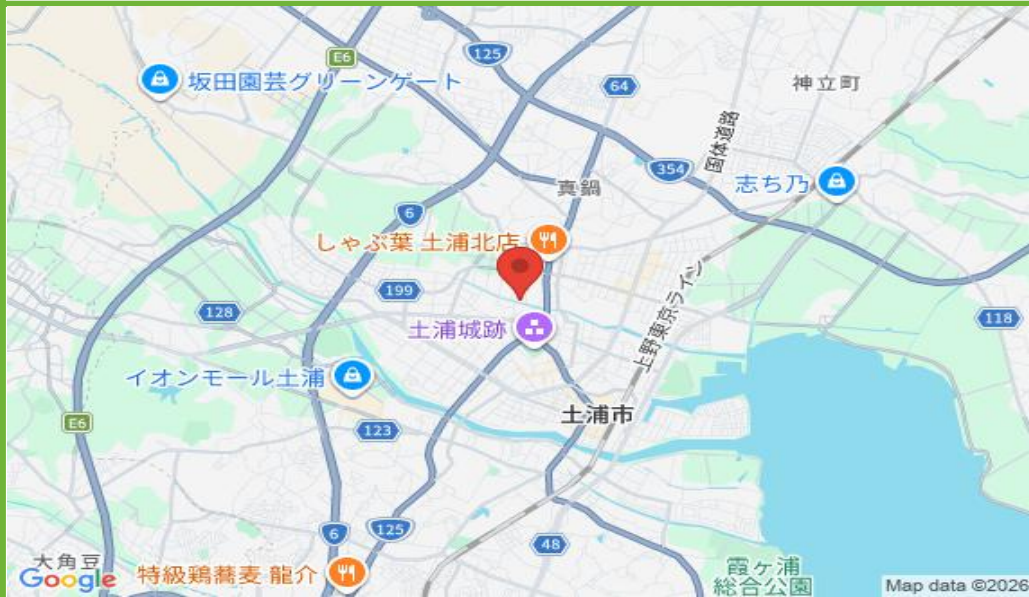 125
E6
坂田園芸グリーンゲート
64
神立町
国体道路
354
志ち乃
真鍋
6
しゃぶ葉 土浦北店
199
128
土浦城跡
上野東京ライン
118
イオンモール土浦
土浦市
E6
123
125
6
48
大角豆
Google
特級鶏蕎麦 龍介
霞ヶ浦
総合公園
Map data ©2026